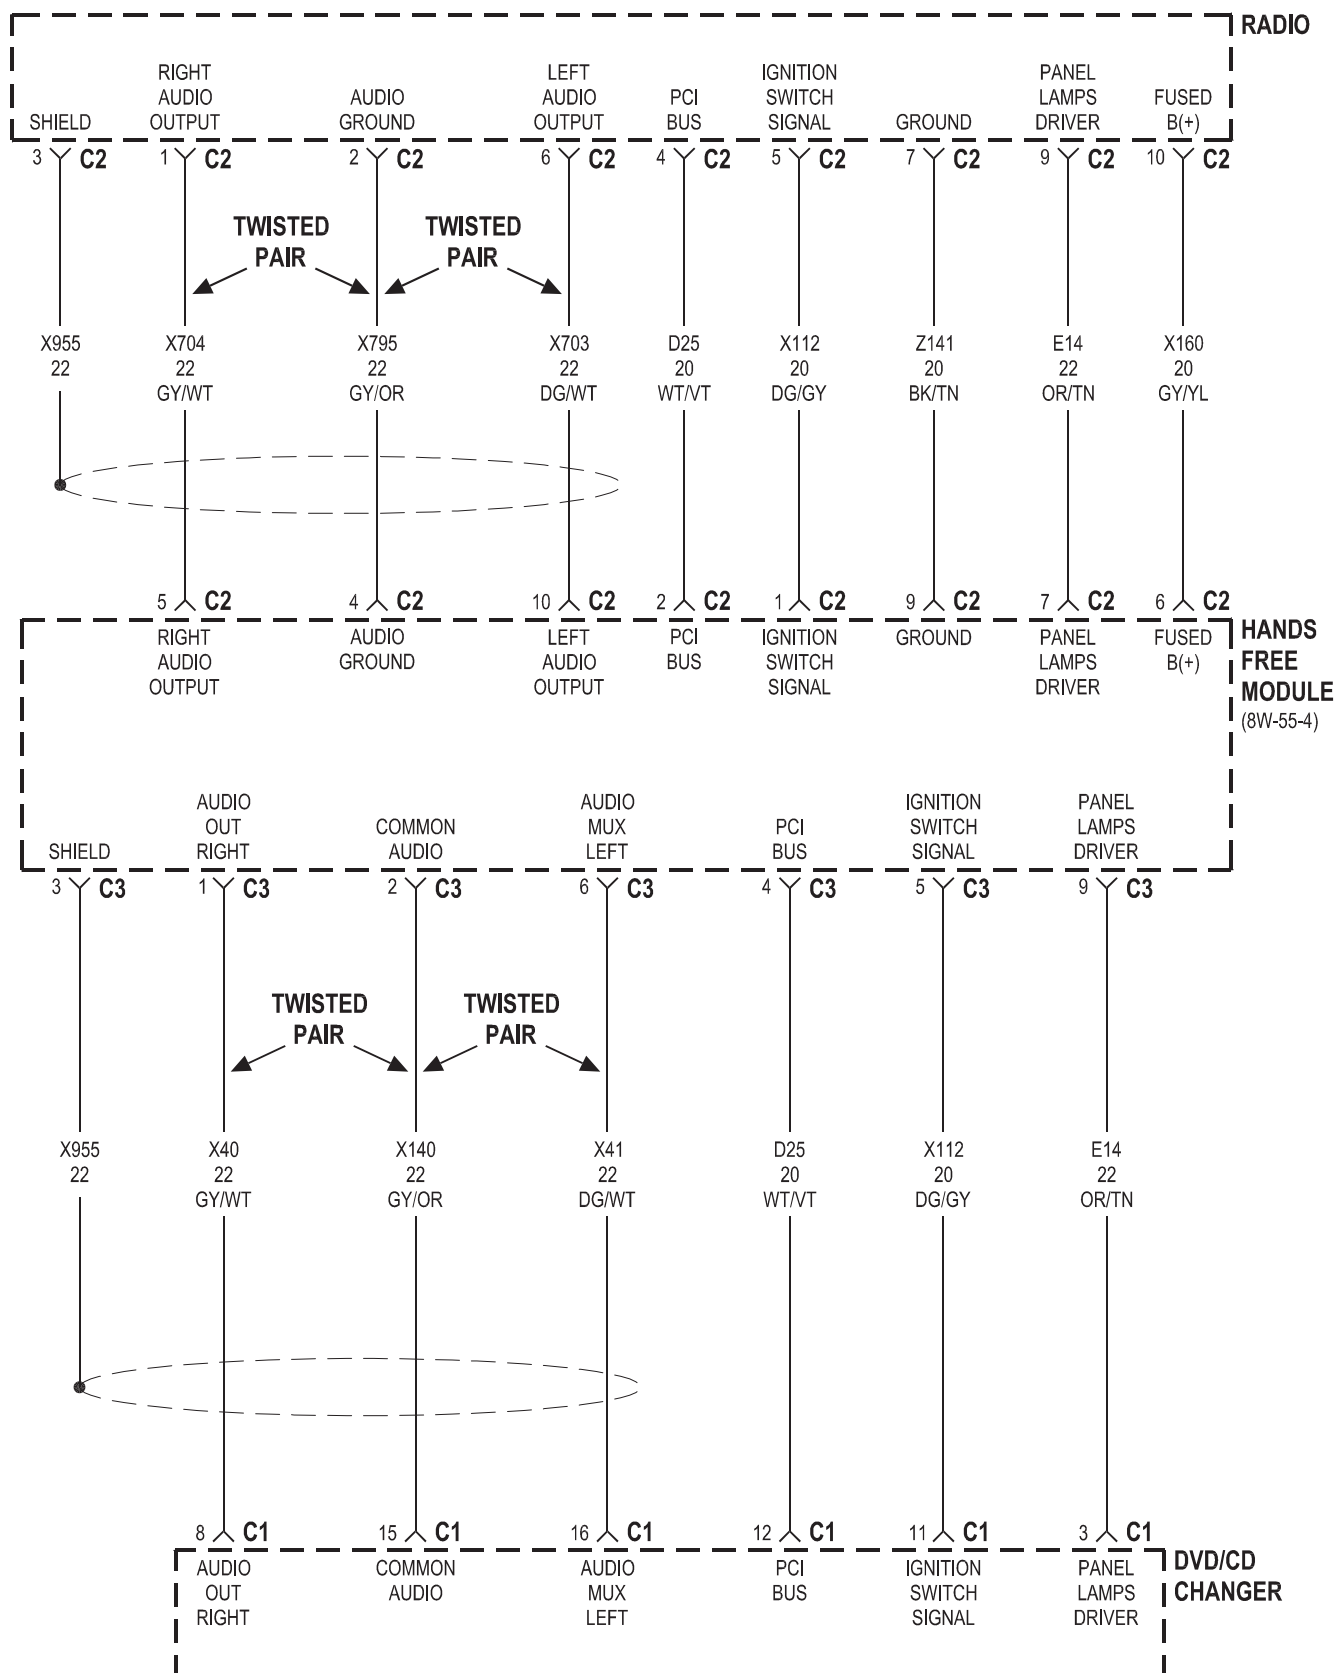 RADIO
SHIELD
RIGHT
AUDIO
OUTPUT
AUDIO
GROUND
LEFT
AUDIO
OUTPUT
PCI
BUS
IGNITION
SWITCH
SIGNAL
GROUND
PANEL
LAMPS
DRIVER
FUSED
B(+)
3 C2
1 C2
2 C2
6 C2
4 C2
5 C2
7 C2
9 C2
10 C2
TWISTED
PAIR
TWISTED
PAIR
X955
22
X704
22
GY/WT
X795
22
GY/OR
X703
22
DG/WT
D25
20
WT/VT
X112
20
DG/GY
Z141
20
BK/TN
E14
22
OR/TN
X160
20
GY/YL
5 C2
4 C2
10 C2
2 C2
1 C2
9 C2
7 C2
6 C2
RIGHT
AUDIO
OUTPUT
AUDIO
GROUND
LEFT
AUDIO
OUTPUT
PCI
BUS
IGNITION
SWITCH
SIGNAL
GROUND
PANEL
LAMPS
DRIVER
FUSED
B(+)
HANDS
FREE
MODULE
(8W-55-4)
SHIELD
AUDIO
OUT
RIGHT
COMMON
AUDIO
AUDIO
MUX
LEFT
PCI
BUS
IGNITION
SWITCH
SIGNAL
PANEL
LAMPS
DRIVER
3 C3
1 C3
2 C3
6 C3
4 C3
5 C3
9 C3
TWISTED
PAIR
TWISTED
PAIR
X955
22
X40
22
GY/WT
X140
22
GY/OR
X41
22
DG/WT
D25
20
WT/VT
X112
20
DG/GY
E14
22
OR/TN
8 C1
15 C1
16 C1
12 C1
11 C1
3 C1
AUDIO
OUT
RIGHT
COMMON
AUDIO
AUDIO
MUX
LEFT
PCI
BUS
IGNITION
SWITCH
SIGNAL
PANEL
LAMPS
DRIVER
DVD/CD
CHANGER